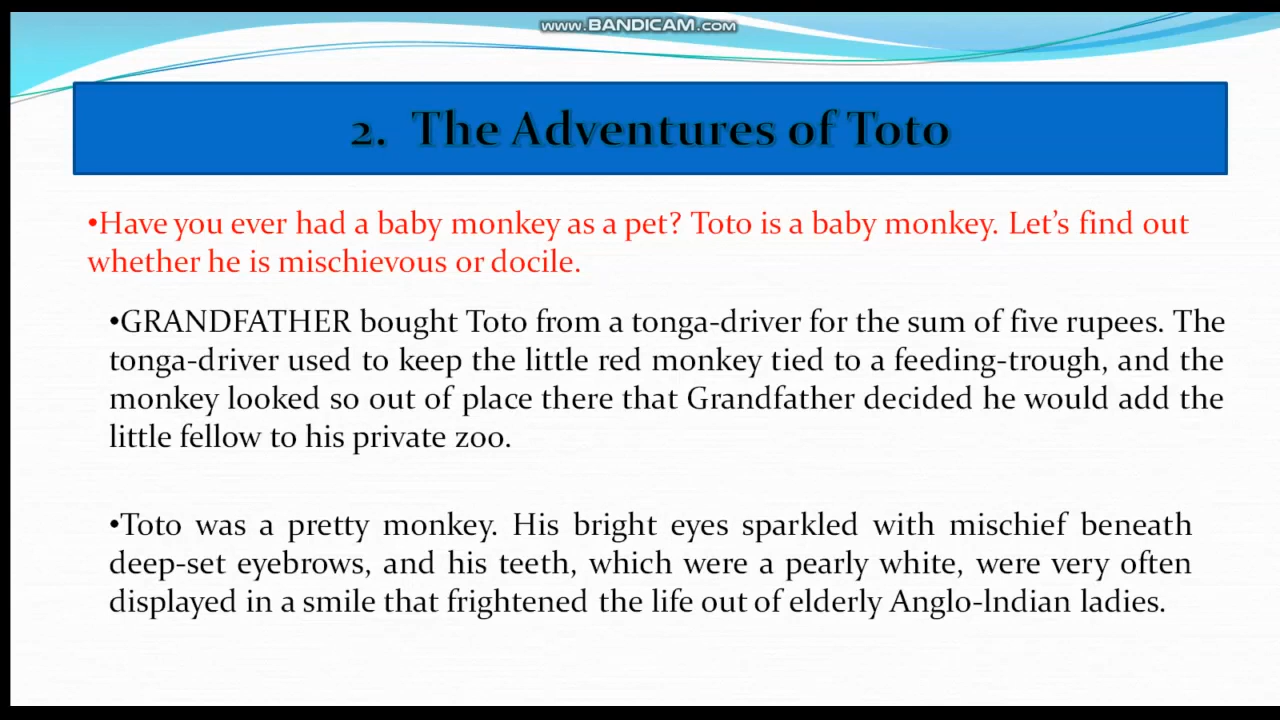 www.BANDICAM.com
2. The Adventures of Toto
•Have you ever had a baby monkey as a pet? Toto is a baby monkey. Let's find out
whether he is mischievous or docile.
•GRANDFATHER bought Toto from a tonga-driver for the sum of five rupees. The
tonga-driver used to keep the little red monkey tied to a feeding-trough, and the
monkey looked so out of place there that Grandfather decided he would add the
little fellow to his private zoo.
•Toto was a pretty monkey. His bright eyes sparkled with mischief beneath
deep-set eyebrows, and his teeth, which were a pearly white, were very often
displayed in a smile that frightened the life out of elderly Anglo-lndian ladies.